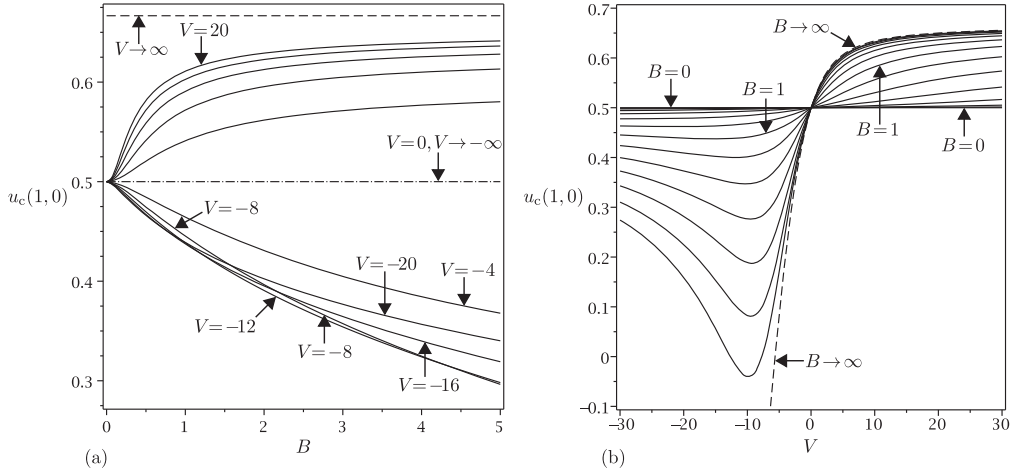 V→∞
V=20
0.6
V=0, V→−∞
0.5
u_c(1,0)
V=−8
0.4
V=−20
V=−4
V=−12
V=−8
V=−16
0.3
0 1 2 3 4 5
B
(a)
0.7
B→∞
0.6
B=0
B=1
0.5
B=1
B=0
0.4
u_c(1,0)
0.3
0.2
0.1
0
B→∞
−0.1
−30 −20 −10 0 10 20 30
V
(b)